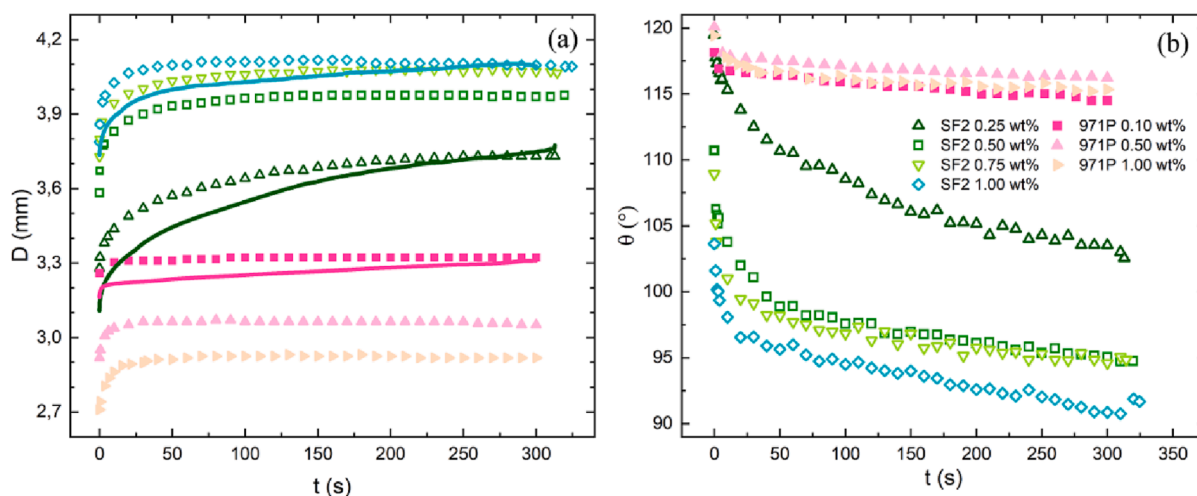 (a)
4,2
3,9
3,6
3,3
3,0
2,7
D (mm)
0 50 100 150 200 250 300
t (s)
(b)
120
115
110
105
100
95
90
θ (°)
SF2 0.25 wt% 971P 0.10 wt%
SF2 0.50 wt% 971P 0.50 wt%
SF2 0.75 wt% 971P 1.00 wt%
SF2 1.00 wt%
0 50 100 150 200 250 300 350
t (s)